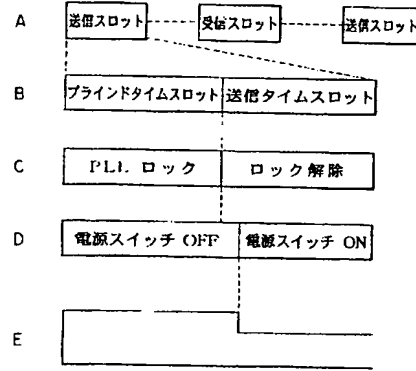 A 送信スロット 受信スロット 送信スロット
B ブラインドタイムスロット 送信タイムスロット
C PLL ロック ロック解除
D 電源スイッチ OFF 電源スイッチ ON
E